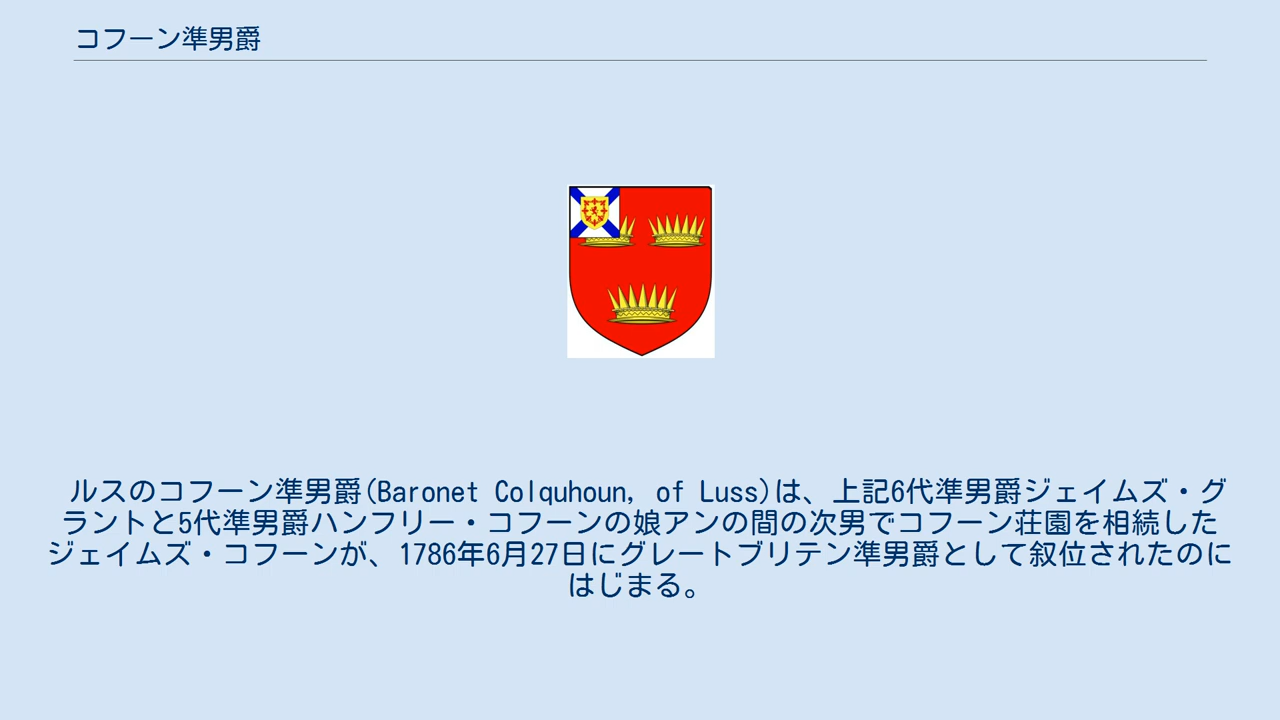 コフーン準男爵
ルスのコフーン準男爵(Baronet Colquhoun, of Luss)は、上記6代準男爵ジェイムズ・グ
ラントと5代準男爵ハンフリー・コフーンの娘アンの間の次男でコフーン荘園を相続した
ジェイムズ・コフーンが、1786年6月27日にグレートブリテン準男爵として叙位されたのに
はじまる。